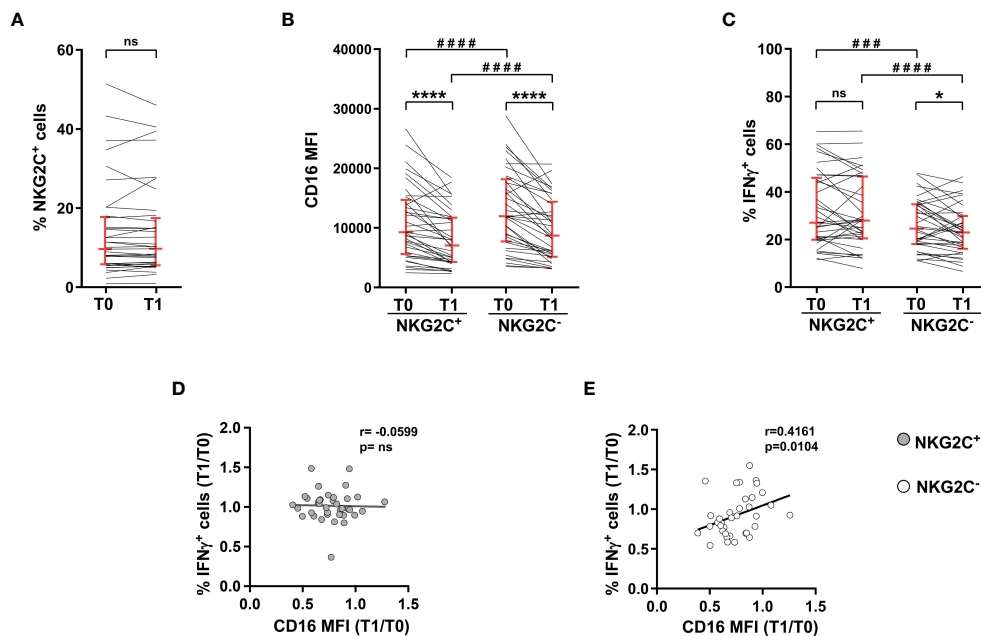 A
B
C
ns
% NKG2C⁺ cells
60
40
20
0
T0 T1
####
####
**** ****
CD16 MFI
40000
30000
20000
10000
0
T0 T1 T0 T1
NKG2C⁺ NKG2C⁻
###
####
ns *
% IFNγ⁺ cells
100
80
60
40
20
0
T0 T1 T0 T1
NKG2C⁺ NKG2C⁻
D
r= -0.0599
p= ns
% IFNγ⁺ cells (T1/T0)
2.0
1.5
1.0
0.5
0.0
0.0 0.5 1.0 1.5
CD16 MFI (T1/T0)
E
r=0.4161
p=0.0104
% IFNγ⁺ cells (T1/T0)
2.0
1.5
1.0
0.5
0.0
0.0 0.5 1.0 1.5
CD16 MFI (T1/T0)
NKG2C⁺
NKG2C⁻